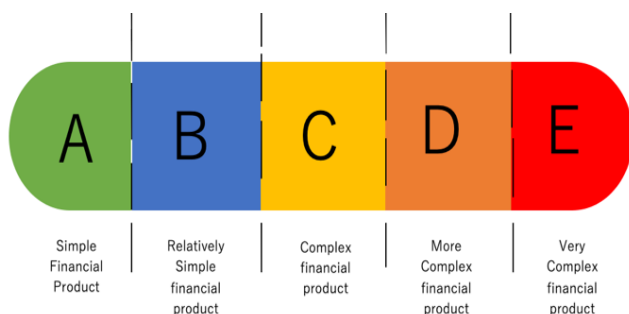 A
B
C
D
E
Simple
Financial
Product
Relatively
Simple
financial
product
Complex
financial
product
More
Complex
financial
product
Very
Complex
financial
product